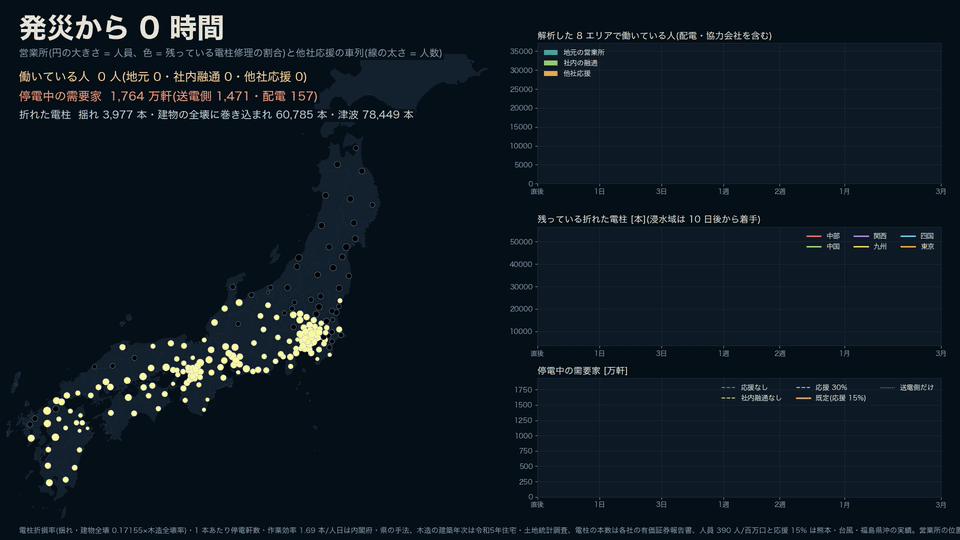 発災から 0 時間
営業所(円の大きさ = 人員、色 = 残っている電柱修理の割合)と他社応援の車列(線の太さ = 人数)
働いている人 0 人(地元 0・社内融通 0・他社応援 0)
停電中の需要家 1,764 万軒(送電側 1,471・配電 157)
折れた電柱 揺れ 3,977 本・建物の全壊に巻き込まれ 60,785 本・津波 78,449 本
解析した 8 エリアで働いている人(配電・協力会社を含む)
35000
30000
25000
20000
15000
10000
5000
0
地元の営業所
社内の融通
他社応援
直後 1日 3日 1週 2週 1月 3月
残っている折れた電柱 [本](浸水域は 10 日後から着手)
50000
40000
30000
20000
10000
中部 関西 四国
中国 九州 東京
直後 1日 3日 1週 2週 1月 3月
停電中の需要家 [万軒]
1750
1500
1250
1000
750
500
250
0
応援なし 応援 30% 送電側だけ
社内融通なし 既定(応援 15%)
直後 1日 3日 1週 2週 1月 3月
電柱折損率(揺れ・建物全壊 0.17155×木造全壊率)・1 本あたり停電軒数・作業効率 1.69 本/人日は内閣府・県の手法、木造の建築年次は令和5年住宅・土地統計調査、電柱の本数は各社の有価証券報告書、人員 390 人/百万口と応援 15% は熊本・台風・福島県沖の実績。営業所の位